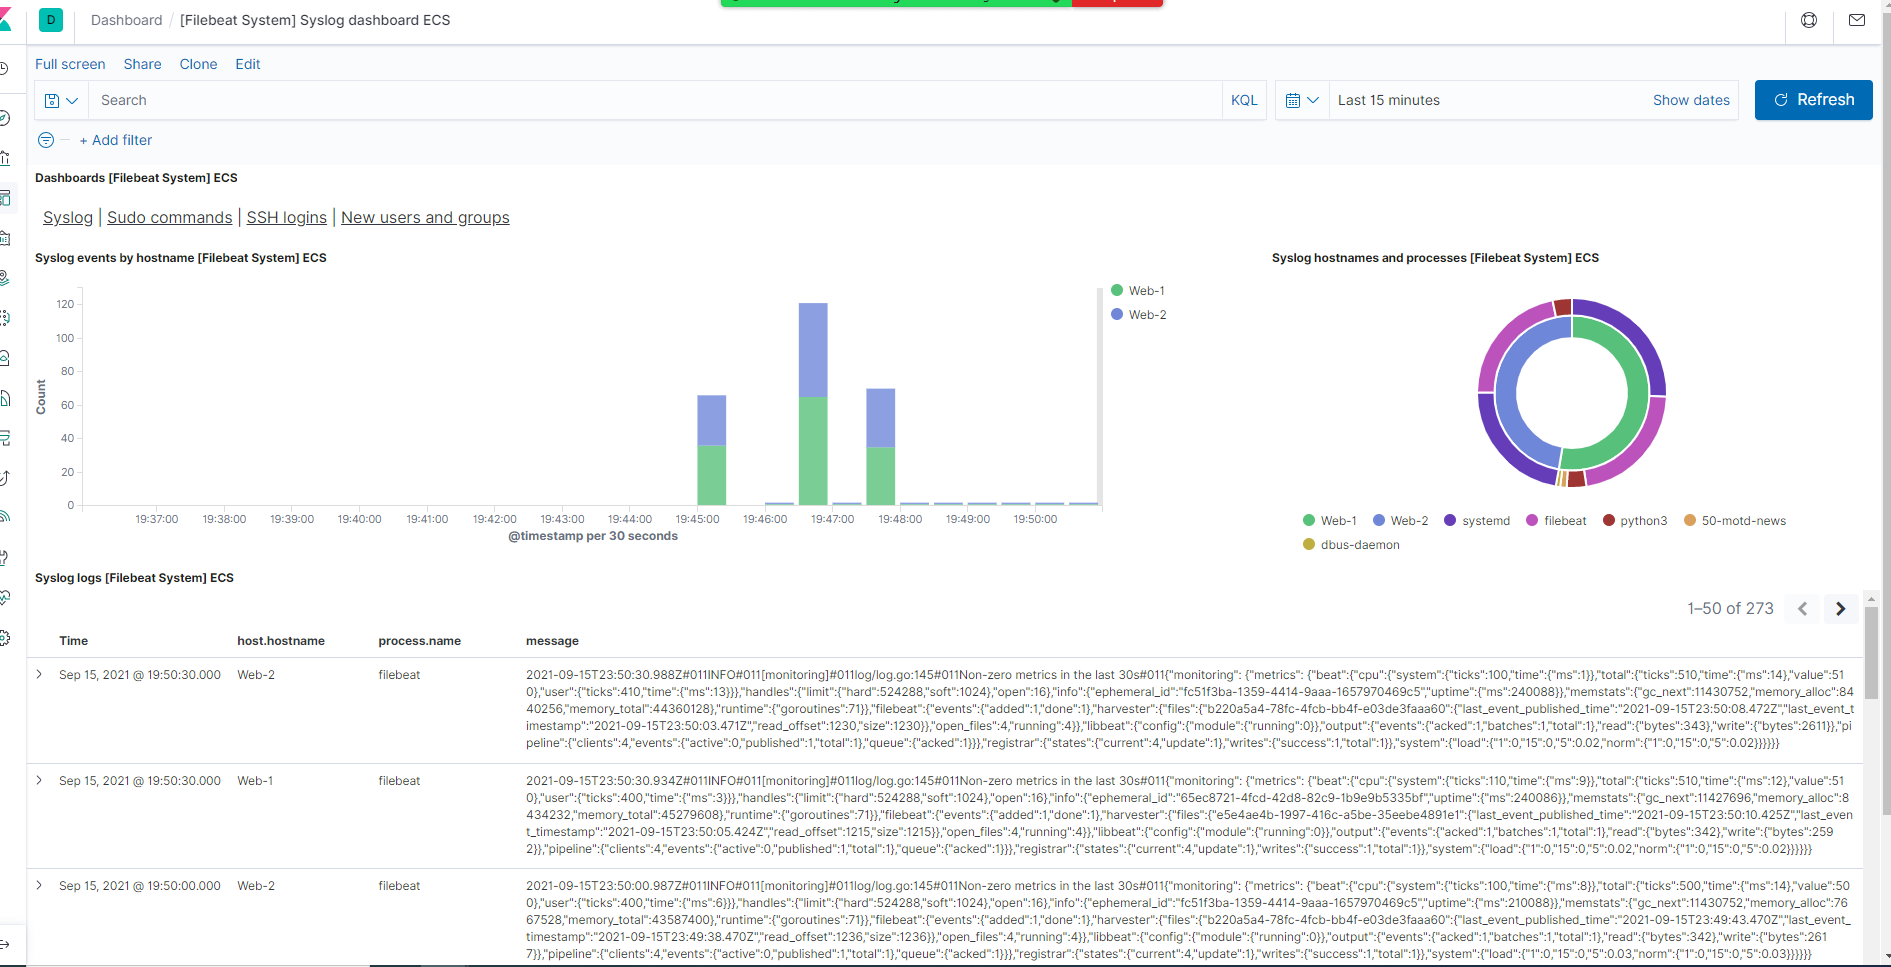 D Dashboard / [Filebeat System] Syslog dashboard ECS
Full screen Share Clone Edit
Search KQL Last 15 minutes Show dates Refresh
+ Add filter
Dashboards [Filebeat System] ECS
Syslog | Sudo commands | SSH logins | New users and groups
Syslog events by hostname [Filebeat System] ECS
120
100
80
60
40
20
0
Count
19:37:00 19:38:00 19:39:00 19:40:00 19:41:00 19:42:00 19:43:00 19:44:00 19:45:00 19:46:00 19:47:00 19:48:00 19:49:00 19:50:00
@timestamp per 30 seconds
Web-1
Web-2
Syslog hostnames and processes [Filebeat System] ECS
Web-1 Web-2 systemd filebeat python3 50-motd-news
dbus-daemon
Syslog logs [Filebeat System] ECS
1–50 of 273
Time host.hostname process.name message
Sep 15, 2021 @ 19:50:30.000 Web-2 filebeat 2021-09-15T23:50:30.988Z#011INFO#011[monitoring]#011log/log.go:145#011Non-zero metrics in the last 30s#011{"monitoring": {"metrics": {"beat":{"cpu":{"system":{"ticks":100,"time":{"ms":1}},"total":{"ticks":510,"time":{"ms":14},"value":51
0},"user":{"ticks":410,"time":{"ms":13}}},"handles":{"limit":{"hard":524288,"soft":1024},"open":16},"info":{"ephemeral_id":"fc51f3ba-1359-4414-9aaa-1657970469c5","uptime":{"ms":240088}},"memstats":{"gc_next":11430752,"memory_alloc":8
440256,"memory_total":44360128},"runtime":{"goroutines":71}},"filebeat":{"events":{"added":1,"done":1},"harvester":{"files":{"b220a5a4-78fc-4fcb-bb4f-e03de3faaa60":{"last_event_published_time":"2021-09-15T23:50:08.472Z","last_event_t
imestamp":"2021-09-15T23:50:03.471Z","read_offset":1230,"size":1230}},"open_files":4,"running":4}},"libbeat":{"config":{"module":{"running":0}},"output":{"events":{"acked":1,"batches":1,"total":1},"read":{"bytes":343},"write":{"bytes":2611}},"pi
peline":{"clients":4,"events":{"active":0,"published":1,"total":1},"queue":{"acked":1}}},"registrar":{"states":{"current":4,"update":1},"writes":{"success":1,"total":1}},"system":{"load":{"1":0,"15":0,"5":0.02,"norm":{"1":0,"15":0,"5":0.02}}}}}}
Sep 15, 2021 @ 19:50:30.000 Web-1 filebeat 2021-09-15T23:50:30.934Z#011INFO#011[monitoring]#011log/log.go:145#011Non-zero metrics in the last 30s#011{"monitoring": {"metrics": {"beat":{"cpu":{"system":{"ticks":110,"time":{"ms":9}},"total":{"ticks":510,"time":{"ms":12},"value":51
0},"user":{"ticks":400,"time":{"ms":3}}},"handles":{"limit":{"hard":524288,"soft":1024},"open":16},"info":{"ephemeral_id":"65ec8721-4fcd-42d8-82c9-1b9e9b5335bf","uptime":{"ms":240086}},"memstats":{"gc_next":11427696,"memory_alloc":8
434232,"memory_total":45279608},"runtime":{"goroutines":71}},"filebeat":{"events":{"added":1,"done":1},"harvester":{"files":{"e5e4ae4b-1997-416c-a5be-35eebe4891e1":{"last_event_published_time":"2021-09-15T23:50:10.425Z","last_even
t_timestamp":"2021-09-15T23:50:05.424Z","read_offset":1215,"size":1215}},"open_files":4,"running":4}},"libbeat":{"config":{"module":{"running":0}},"output":{"events":{"acked":1,"batches":1,"total":1},"read":{"bytes":342},"write":{"bytes":259
2}},"pipeline":{"clients":4,"events":{"active":0,"published":1,"total":1},"queue":{"acked":1}}},"registrar":{"states":{"current":4,"update":1},"writes":{"success":1,"total":1}},"system":{"load":{"1":0,"15":0,"5":0.02,"norm":{"1":0,"15":0,"5":0.02}}}}}}
Sep 15, 2021 @ 19:50:00.000 Web-2 filebeat 2021-09-15T23:50:00.987Z#011INFO#011[monitoring]#011log/log.go:145#011Non-zero metrics in the last 30s#011{"monitoring": {"metrics": {"beat":{"cpu":{"system":{"ticks":100,"time":{"ms":8}},"total":{"ticks":500,"time":{"ms":14},"value":50
0},"user":{"ticks":400,"time":{"ms":6}}},"handles":{"limit":{"hard":524288,"soft":1024},"open":16},"info":{"ephemeral_id":"fc51f3ba-1359-4414-9aaa-1657970469c5","uptime":{"ms":210088}},"memstats":{"gc_next":11430752,"memory_alloc":76
67528,"memory_total":43587400},"runtime":{"goroutines":71}},"filebeat":{"events":{"added":1,"done":1},"harvester":{"files":{"b220a5a4-78fc-4fcb-bb4f-e03de3faaa60":{"last_event_published_time":"2021-09-15T23:49:43.470Z","last_event_
timestamp":"2021-09-15T23:49:38.470Z","read_offset":1236,"size":1236}},"open_files":4,"running":4}},"libbeat":{"config":{"module":{"running":0}},"output":{"events":{"acked":1,"batches":1,"total":1},"read":{"bytes":342},"write":{"bytes":261
7}},"pipeline":{"clients":4,"events":{"active":0,"published":1,"total":1},"queue":{"acked":1}}},"registrar":{"states":{"current":4,"update":1},"writes":{"success":1,"total":1}},"system":{"load":{"1":0,"15":0,"5":0.03,"norm":{"1":0,"15":0,"5":0.03}}}}}}